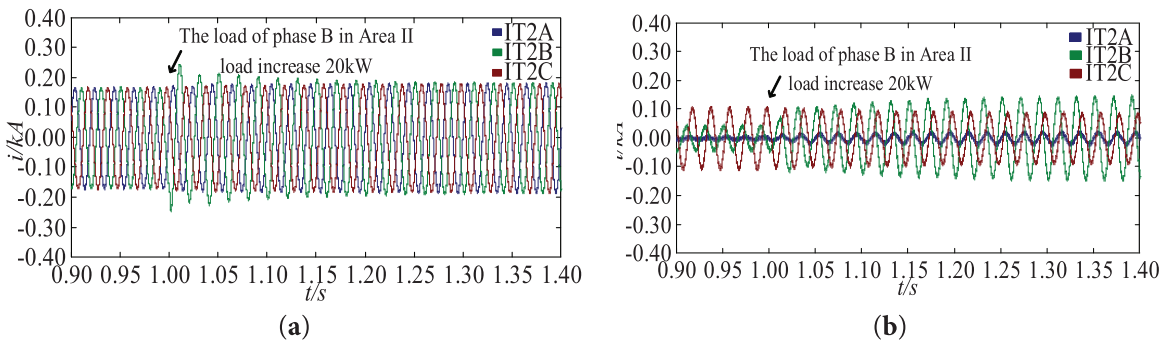 0.40
0.30
0.20
0.10
0.00
-0.10
-0.20
-0.30
-0.40
i/kA
The load of phase B in Area II
load increase 20kW
IT2A
IT2B
IT2C
0.90 0.95 1.00 1.05 1.10 1.15 1.20 1.25 1.30 1.35 1.40
t/s
(a)
0.40
0.30
0.20
0.10
0.00
-0.10
-0.20
-0.30
-0.40
The load of phase B in Area II
load increase 20kW
IT2A
IT2B
IT2C
0.90 0.95 1.00 1.05 1.10 1.15 1.20 1.25 1.30 1.35 1.40
t/s
(b)